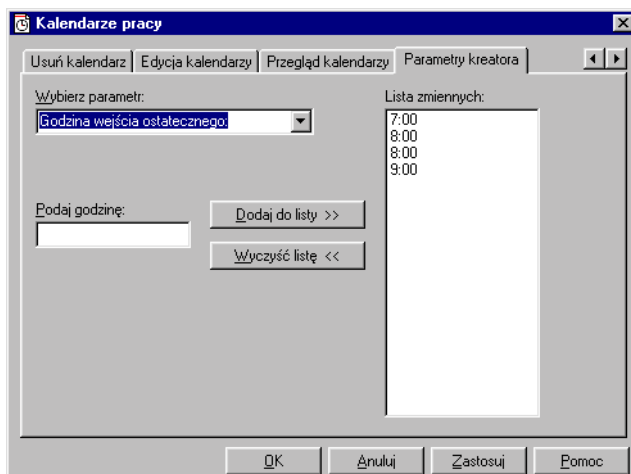 Kalendarze pracy
Usuń kalendarz
Edycja kalendarzy
Przegląd kalendarzy
Parametry kreatora
Wybierz parametr:
Godzina wejścia ostatecznego:
Lista zmiennych:
7:00
8:00
8:00
9:00
Podaj godzinę:
Dodaj do listy >>
Wyczyść listę <<
OK
Anuluj
Zastosuj
Pomoc